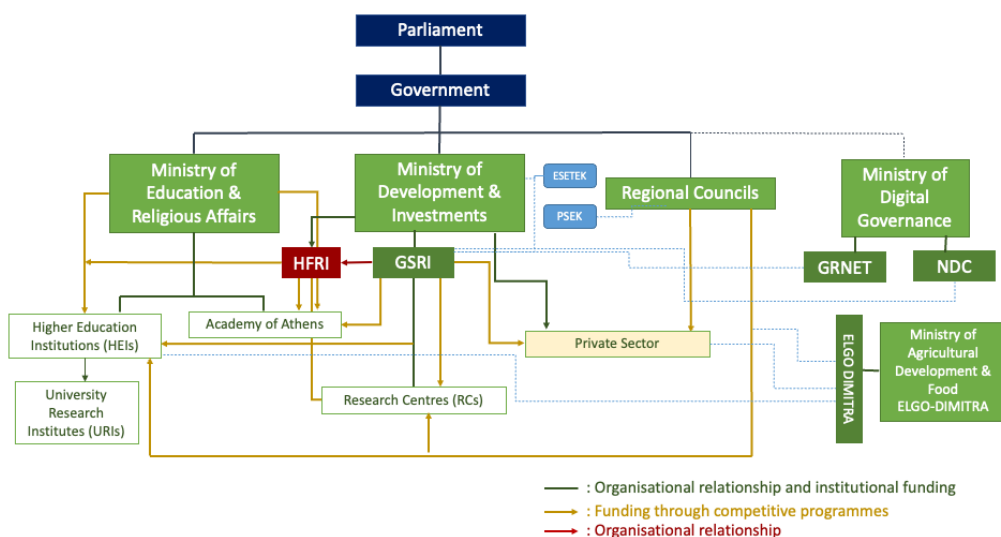 Parliament
Government
Ministry of
Education &
Religious Affairs
Ministry of
Development &
Investments
ESETEK
PSEK
Regional Councils
Ministry of
Digital
Governance
HFRI
GSRI
GRNET
NDC
Higher Education
Institutions (HEIs)
Academy of Athens
Private Sector
ELGO DIMITRA
Ministry of
Agricultural
Development &
Food
ELGO-DIMITRA
University
Research
Institutes (URIs)
Research Centres (RCs)
: Organisational relationship and institutional funding
: Funding through competitive programmes
: Organisational relationship